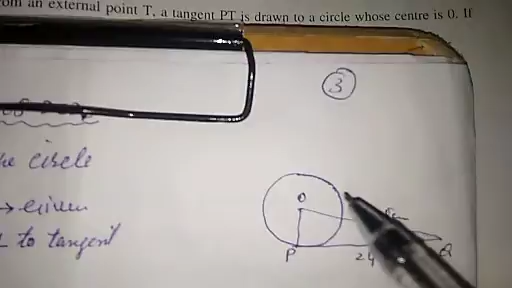 om an external point T, a tangent PT is drawn to a circle whose centre is 0. If
3
circle
→ given
⊥ to tangent
O
P
24
Q